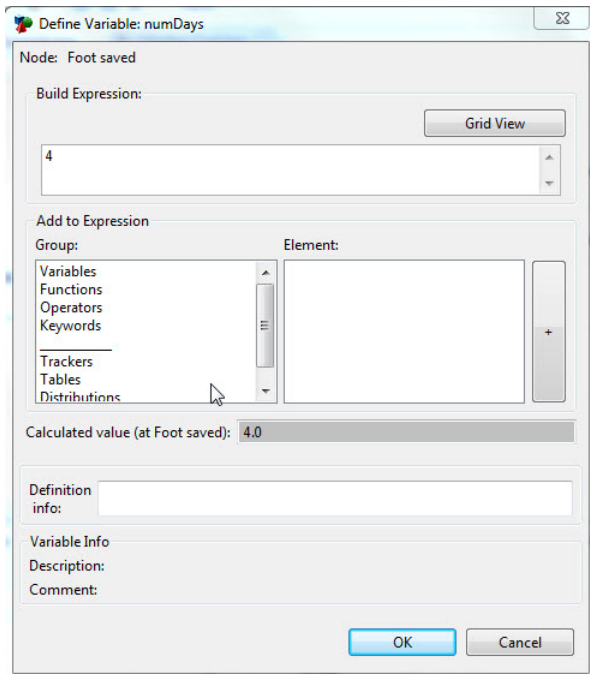 Define Variable: numDays
Node: Foot saved
Build Expression:
Grid View
4
Add to Expression
Group:
Element:
Variables
Functions
Operators
Keywords
Trackers
Tables
Distributions
+
Calculated value (at Foot saved): 4.0
Definition
info:
Variable Info
Description:
Comment:
OK
Cancel